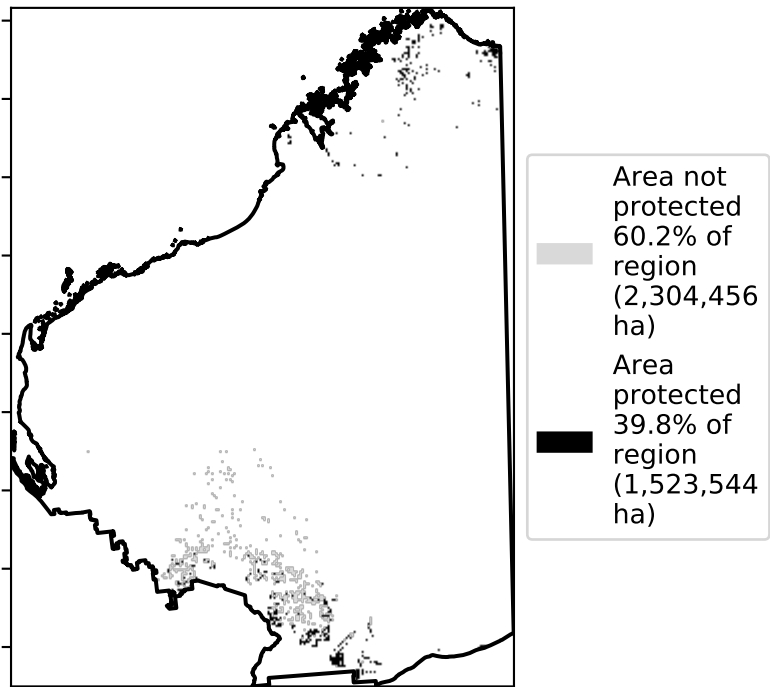 Area not
protected
60.2% of
region
(2,304,456
ha)
Area
protected
39.8% of
region
(1,523,544
ha)